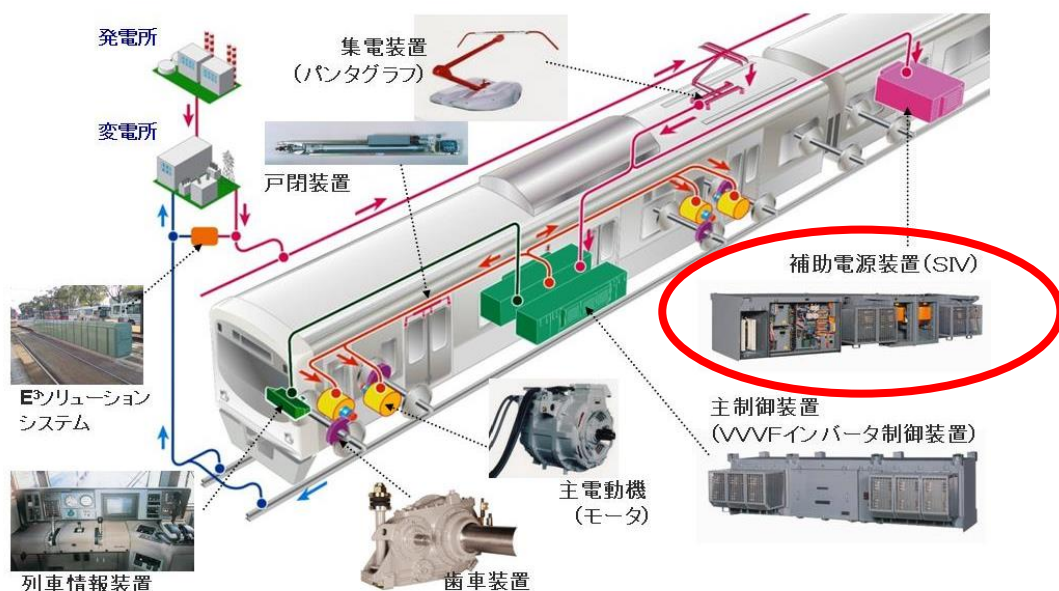 発電所
集電装置
(パンタグラフ)
変電所
戸閉装置
補助電源装置(SIV)
E³ソリューション
システム
主制御装置
(VVVFインバータ制御装置)
主電動機
(モータ)
列車情報装置
歯車装置